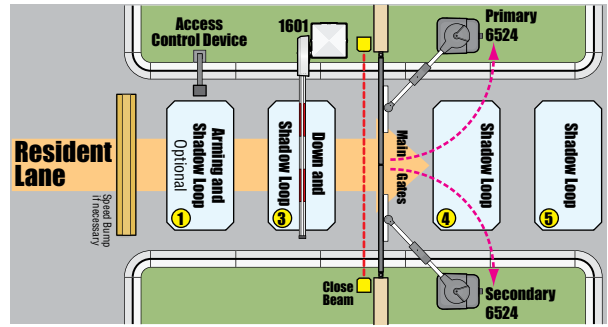 Access
Control Device
1601
Primary
6524
Resident
Lane
Speed Bump
if necessary
Arming and
Shadow Loop
Optional
1
Down and
Shadow Loop
3
Main
Gates
Shadow Loop
4
Shadow Loop
5
Close
Beam
Secondary
6524